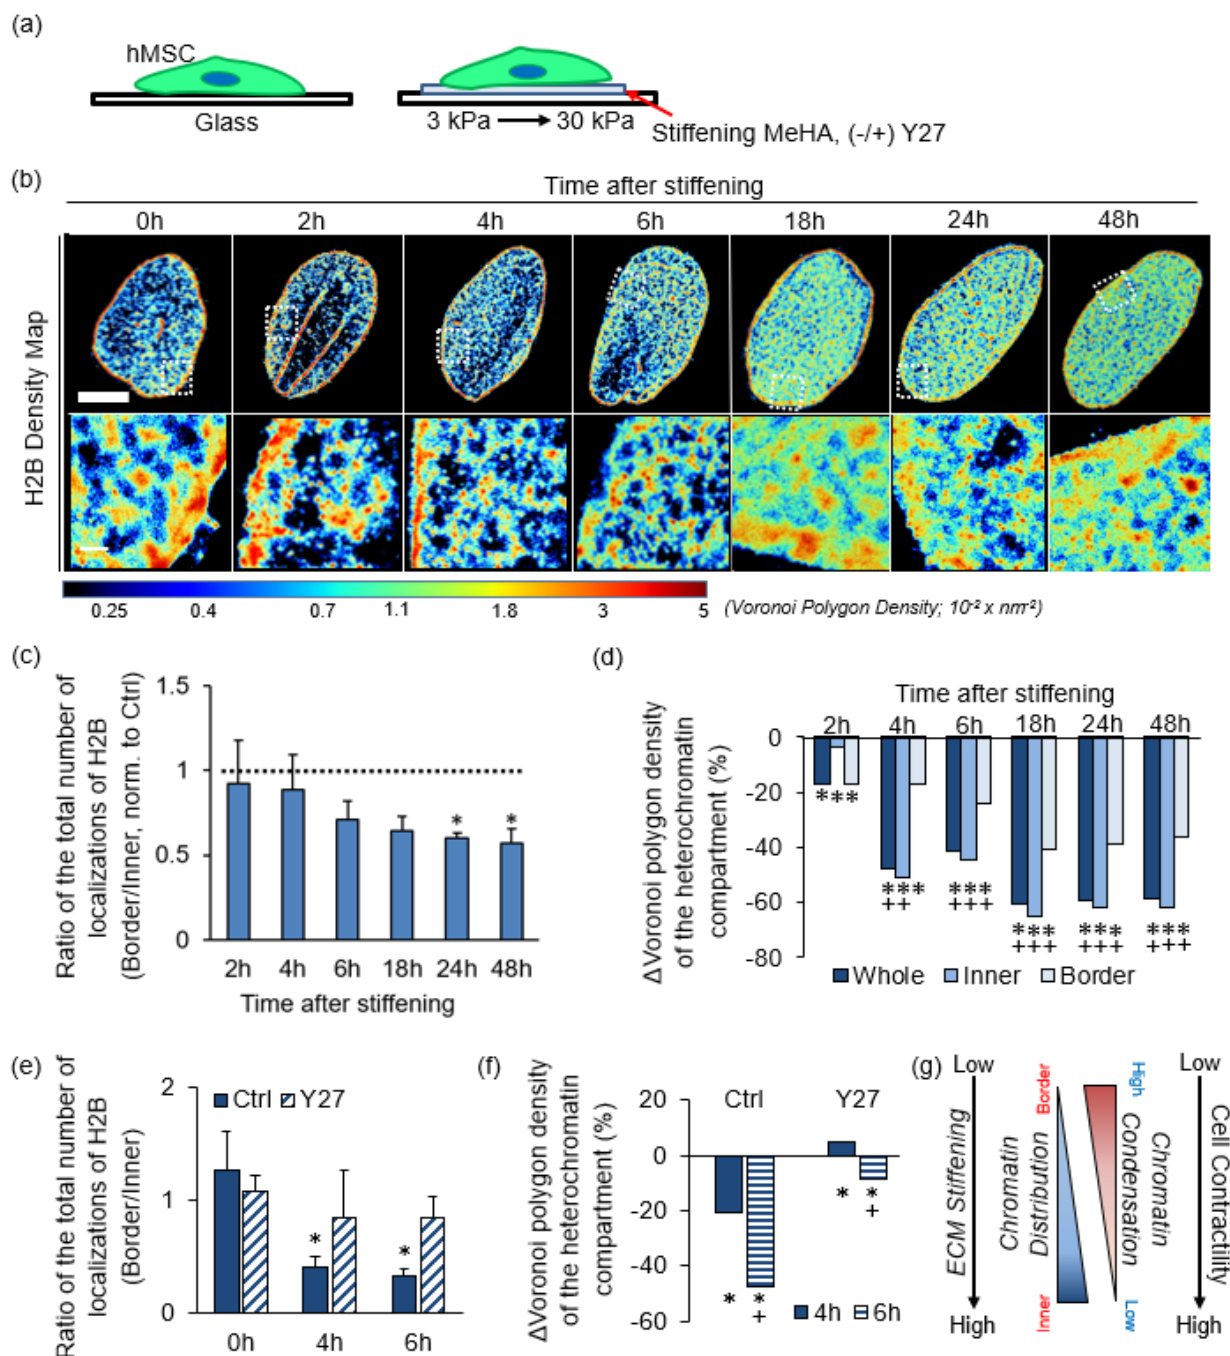 (a)
hMSC
Glass
3 kPa → 30 kPa
Stiffening MeHA, (-/+) Y27
(b)
Time after stiffening
0h 2h 4h 6h 18h 24h 48h
H2B Density Map
0.25 0.4 0.7 1.1 1.8 3 5 (Voronoi Polygon Density; 10⁻² x nm⁻²)
(c)
Ratio of the total number of
localizations of H2B
(Border/Inner, norm. to Ctrl)
1.5
1
0.5
0
* *
2h 4h 6h 18h 24h 48h
Time after stiffening
(d)
ΔVoronoi polygon density
of the heterochromatin
compartment (%)
Time after stiffening
2h 4h 6h 18h 24h 48h
0
-20
-40
-60
-80
* ** *** *** *** *** ***
++ +++ +++ +++ +++
Whole Inner Border
(e)
Ratio of the total number of
localizations of H2B
(Border/Inner)
2
1
0
Ctrl Y27
* *
0h 4h 6h
(f)
ΔVoronoi polygon density
of the heterochromatin
compartment (%)
Ctrl Y27
20
0
-20
-40
-60
* *
+
* *
+
4h 6h
(g)
Low
ECM Stiffening
High
Chromatin
Distribution
Border
Inner
High
Low
Chromatin
Condensation
Low
Cell Contractility
High